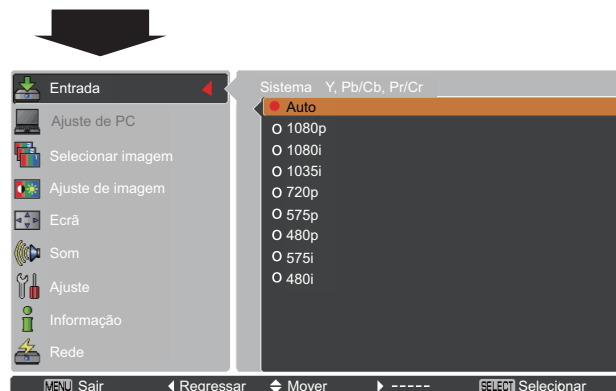 Entrada
Ajuste de PC
Selecionar imagem
Ajuste de imagem
Ecrã
Som
Ajuste
Informação
Rede
Sistema Y, Pb/Cb, Pr/Cr
Auto
1080p
1080i
1035i
720p
575p
480p
575i
480i
MENU Sair Regressar Mover ----- SELECT Selecionar